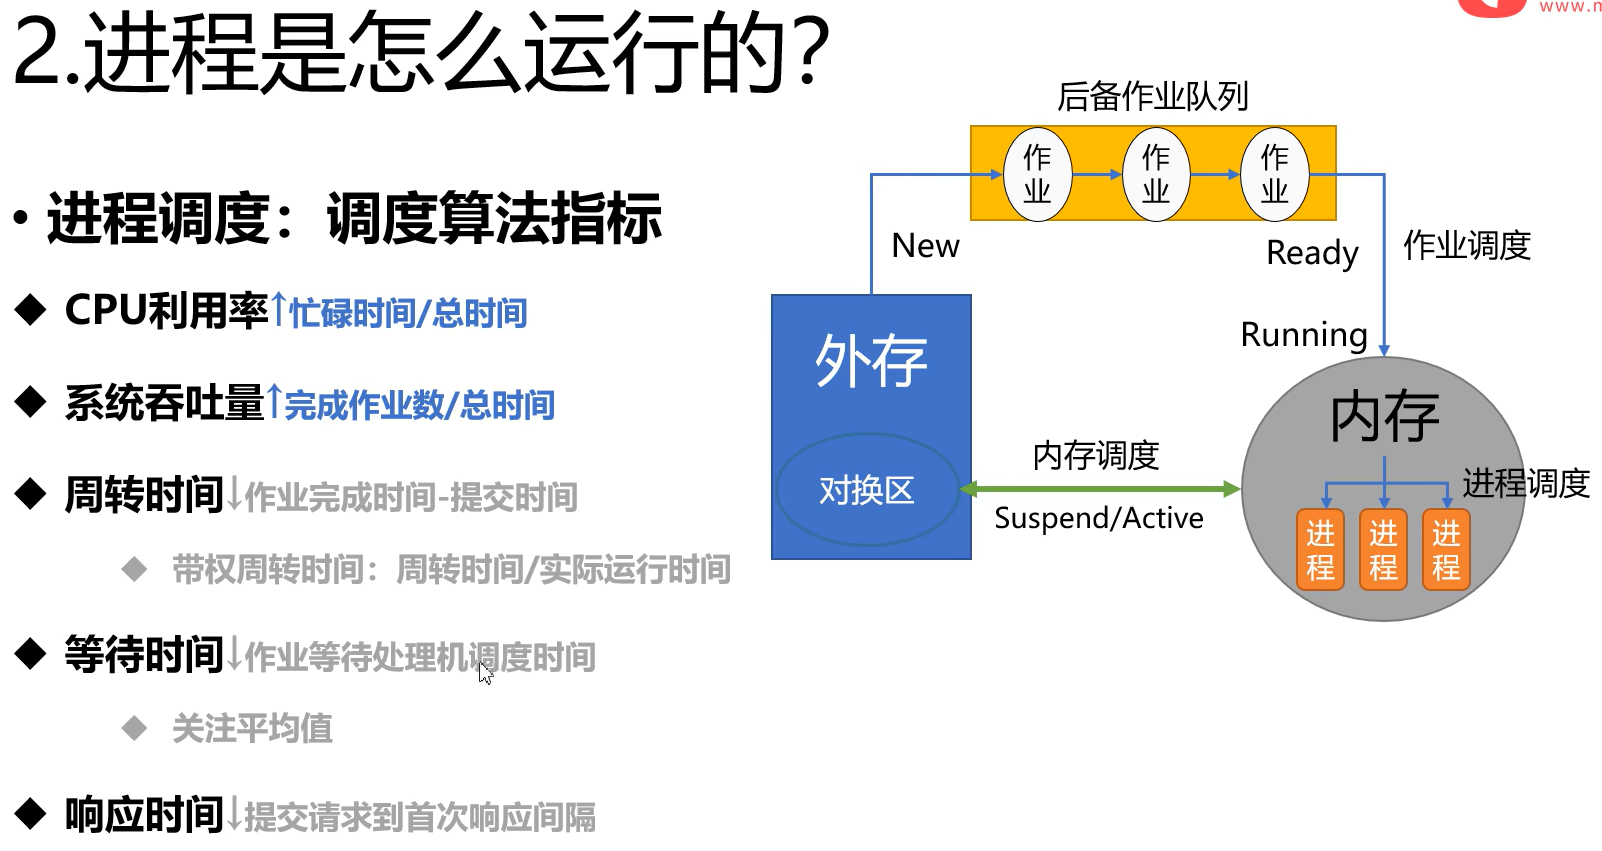 2.进程是怎么运行的?
www.n
• 进程调度：调度算法指标
◆ CPU利用率↑忙碌时间/总时间
◆ 系统吞吐量↑完成作业数/总时间
◆ 周转时间↓作业完成时间-提交时间
◆ 带权周转时间：周转时间/实际运行时间
◆ 等待时间↓作业等待处理机调度时间
◆ 关注平均值
◆ 响应时间↓提交请求到首次响应间隔
后备作业队列
作业
作业
作业
New
Ready
作业调度
Running
外存
对换区
内存调度
Suspend/Active
内存
进程调度
进程
进程
进程